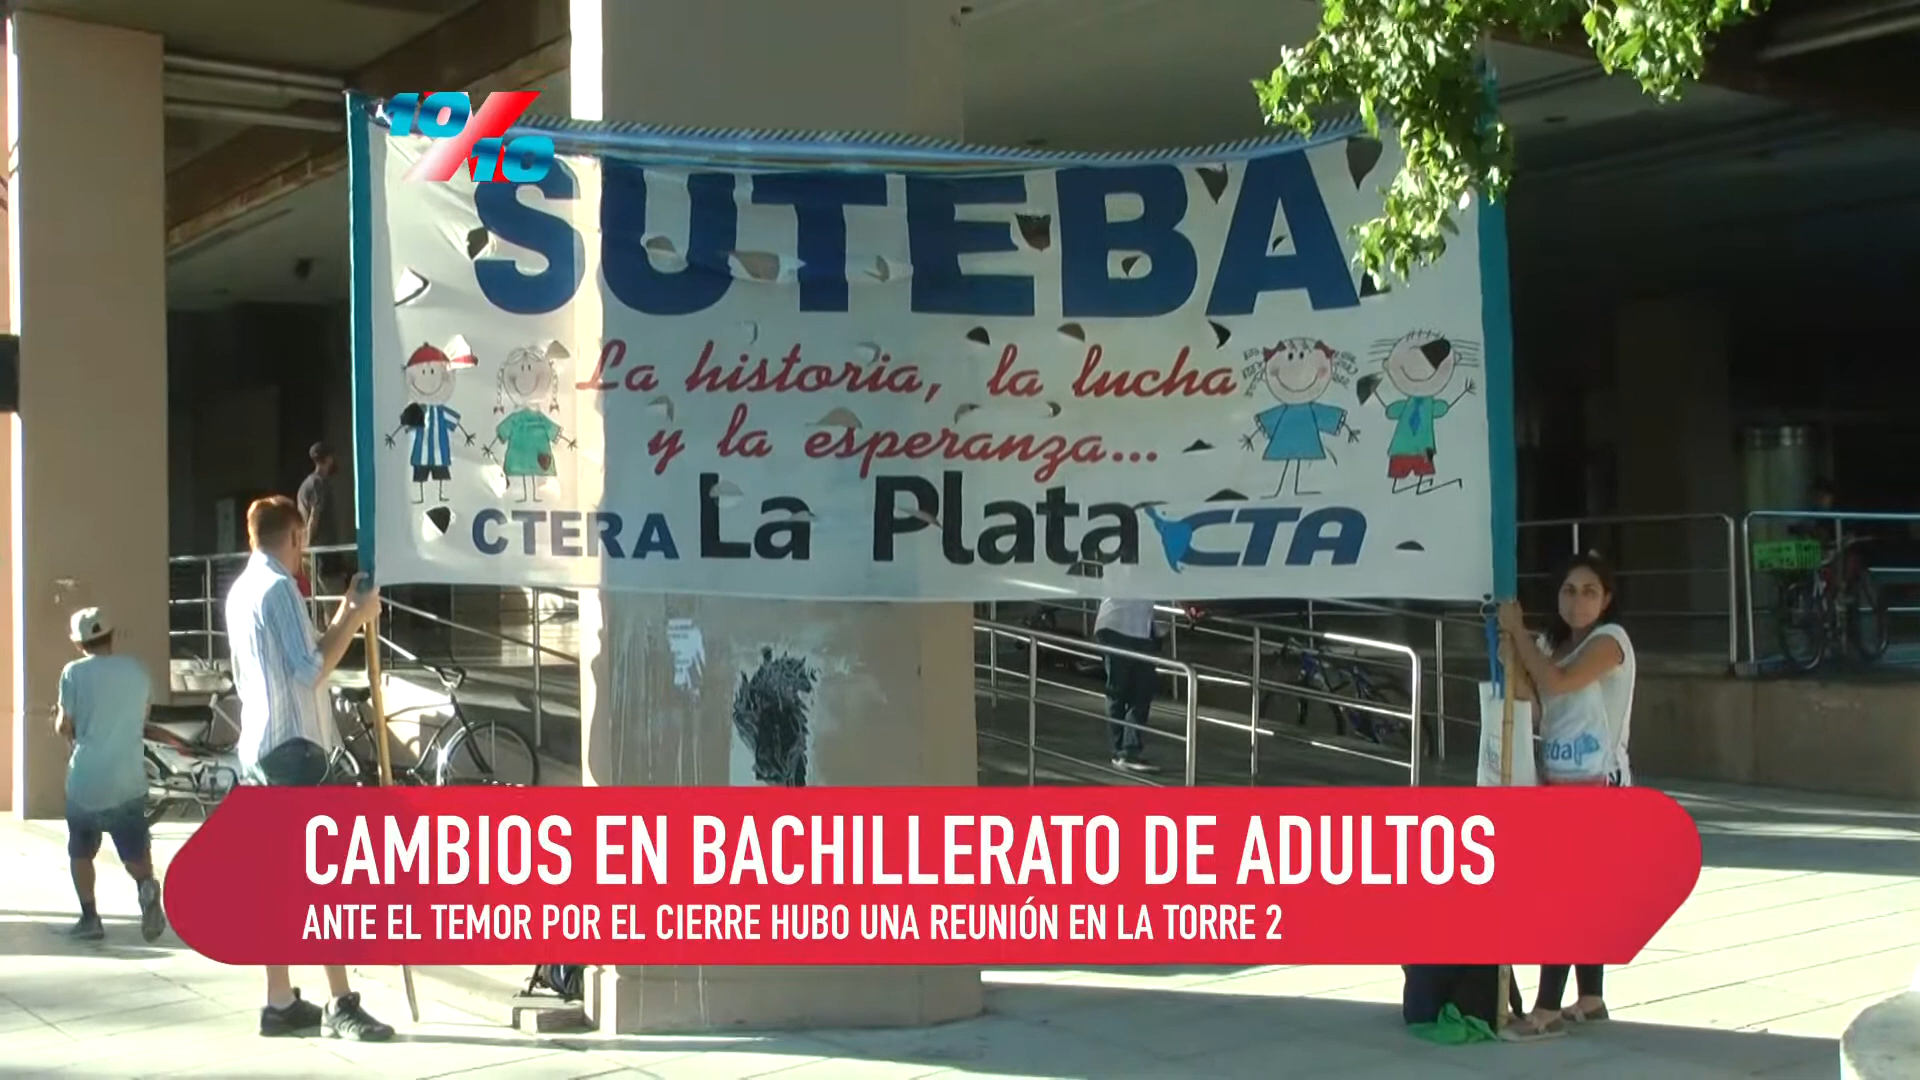 10/10
SUTEBA
La historia, la lucha
y la esperanza...
CTERA La Plata CTA
CAMBIOS EN BACHILLERATO DE ADULTOS
ANTE EL TEMOR POR EL CIERRE HUBO UNA REUNIÓN EN LA TORRE 2